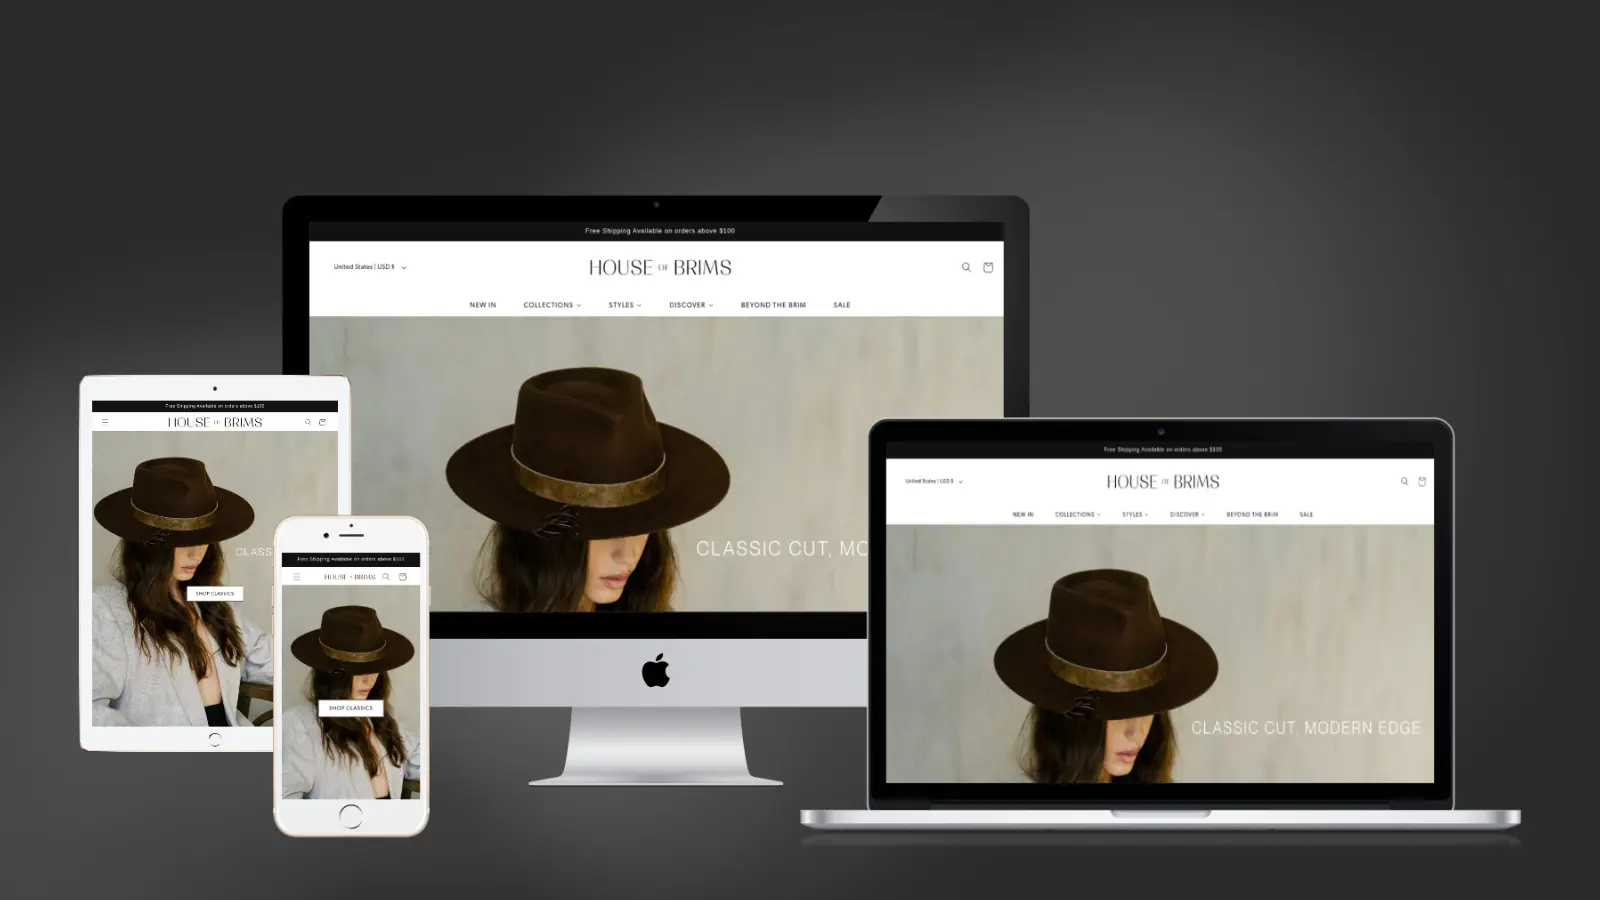 Free Shipping Available on orders above $100
United States | USD $
HOUSE OF BRIMS
NEW IN COLLECTIONS STYLES DISCOVER BEYOND THE BRIM SALE
CLASSIC CUT, MO
Free Shipping Available on orders above $100
HOUSE OF BRIMS
CLASS
SHOP CLASSICS
Free Shipping Available on orders above $100
HOUSE OF BRIMS
SHOP CLASSICS
Free Shipping Available on orders above $100
United States | USD $
HOUSE OF BRIMS
NEW IN COLLECTIONS STYLES DISCOVER BEYOND THE BRIM SALE
CLASSIC CUT, MODERN EDGE